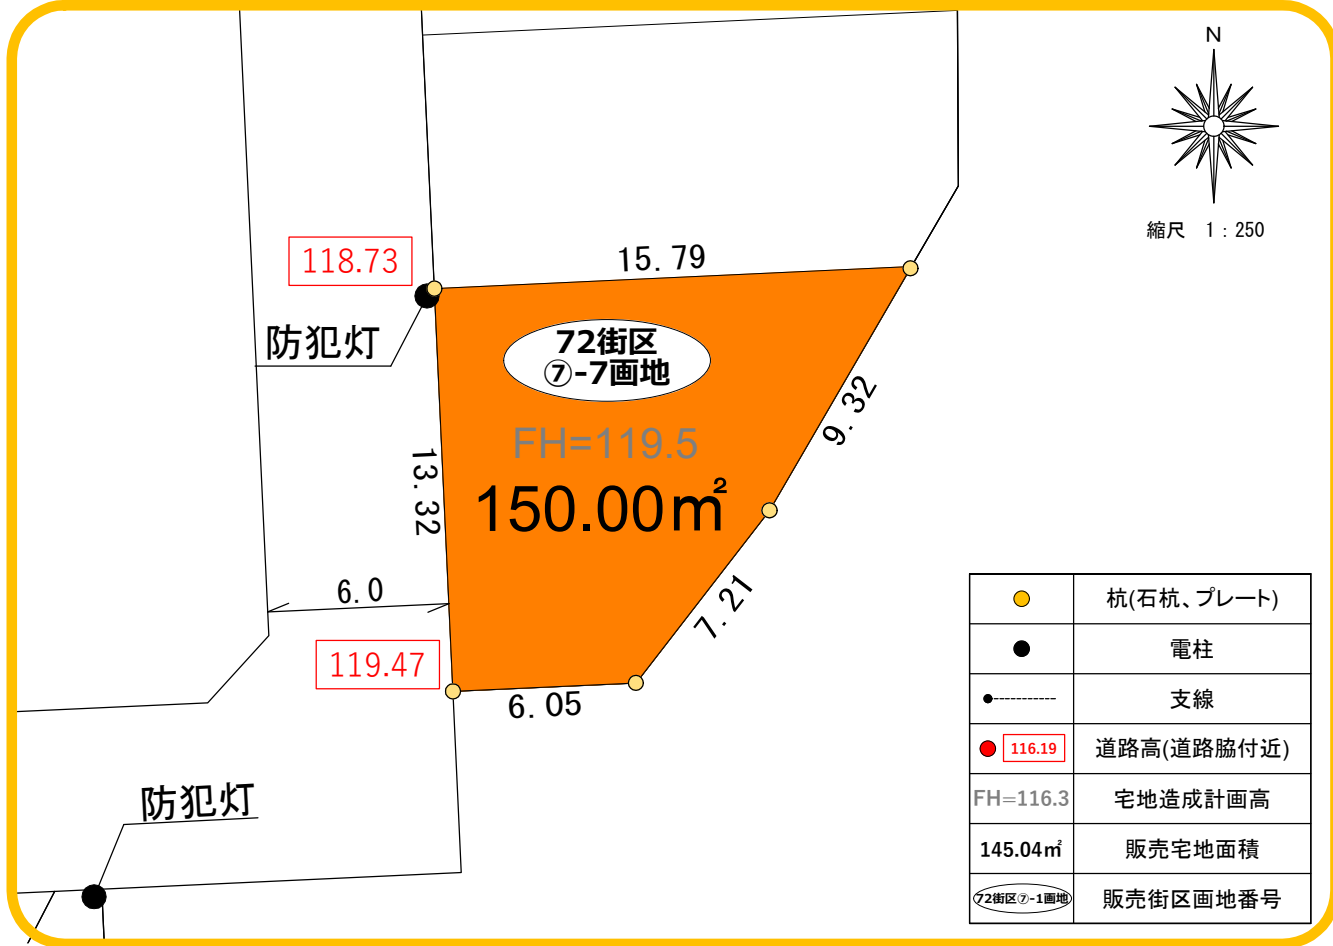 N
縮尺 1:250
118.73
15.79
防犯灯
72街区
⑦-7画地
FH=119.5
150.00㎡
13.32
9.32
6.0
7.21
119.47
6.05
防犯灯
杭(石杭、プレート)
電柱
支線
116.19 道路高(道路脇付近)
FH=116.3 宅地造成計画高
145.04㎡ 販売宅地面積
72街区⑦-1画地 販売街区画地番号